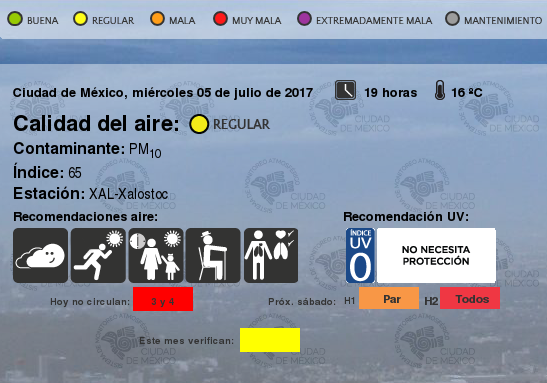 BUENA REGULAR MALA MUY MALA EXTREMADAMENTE MALA MANTENIMIENTO
Ciudad de México, miércoles 05 de julio de 2017 19 horas 16 ºC
Calidad del aire: REGULAR
Contaminante: PM10
Índice: 65
Estación: XAL-Xalostoc
Recomendaciones aire: Recomendación UV:
ÍNDICE
UV
0
NO NECESITA
PROTECCIÓN
Hoy no circulan: 3 y 4 Próx. sábado: H1 Par H2 Todos
Este mes verifican:
CIUDAD
DE MÉXICO